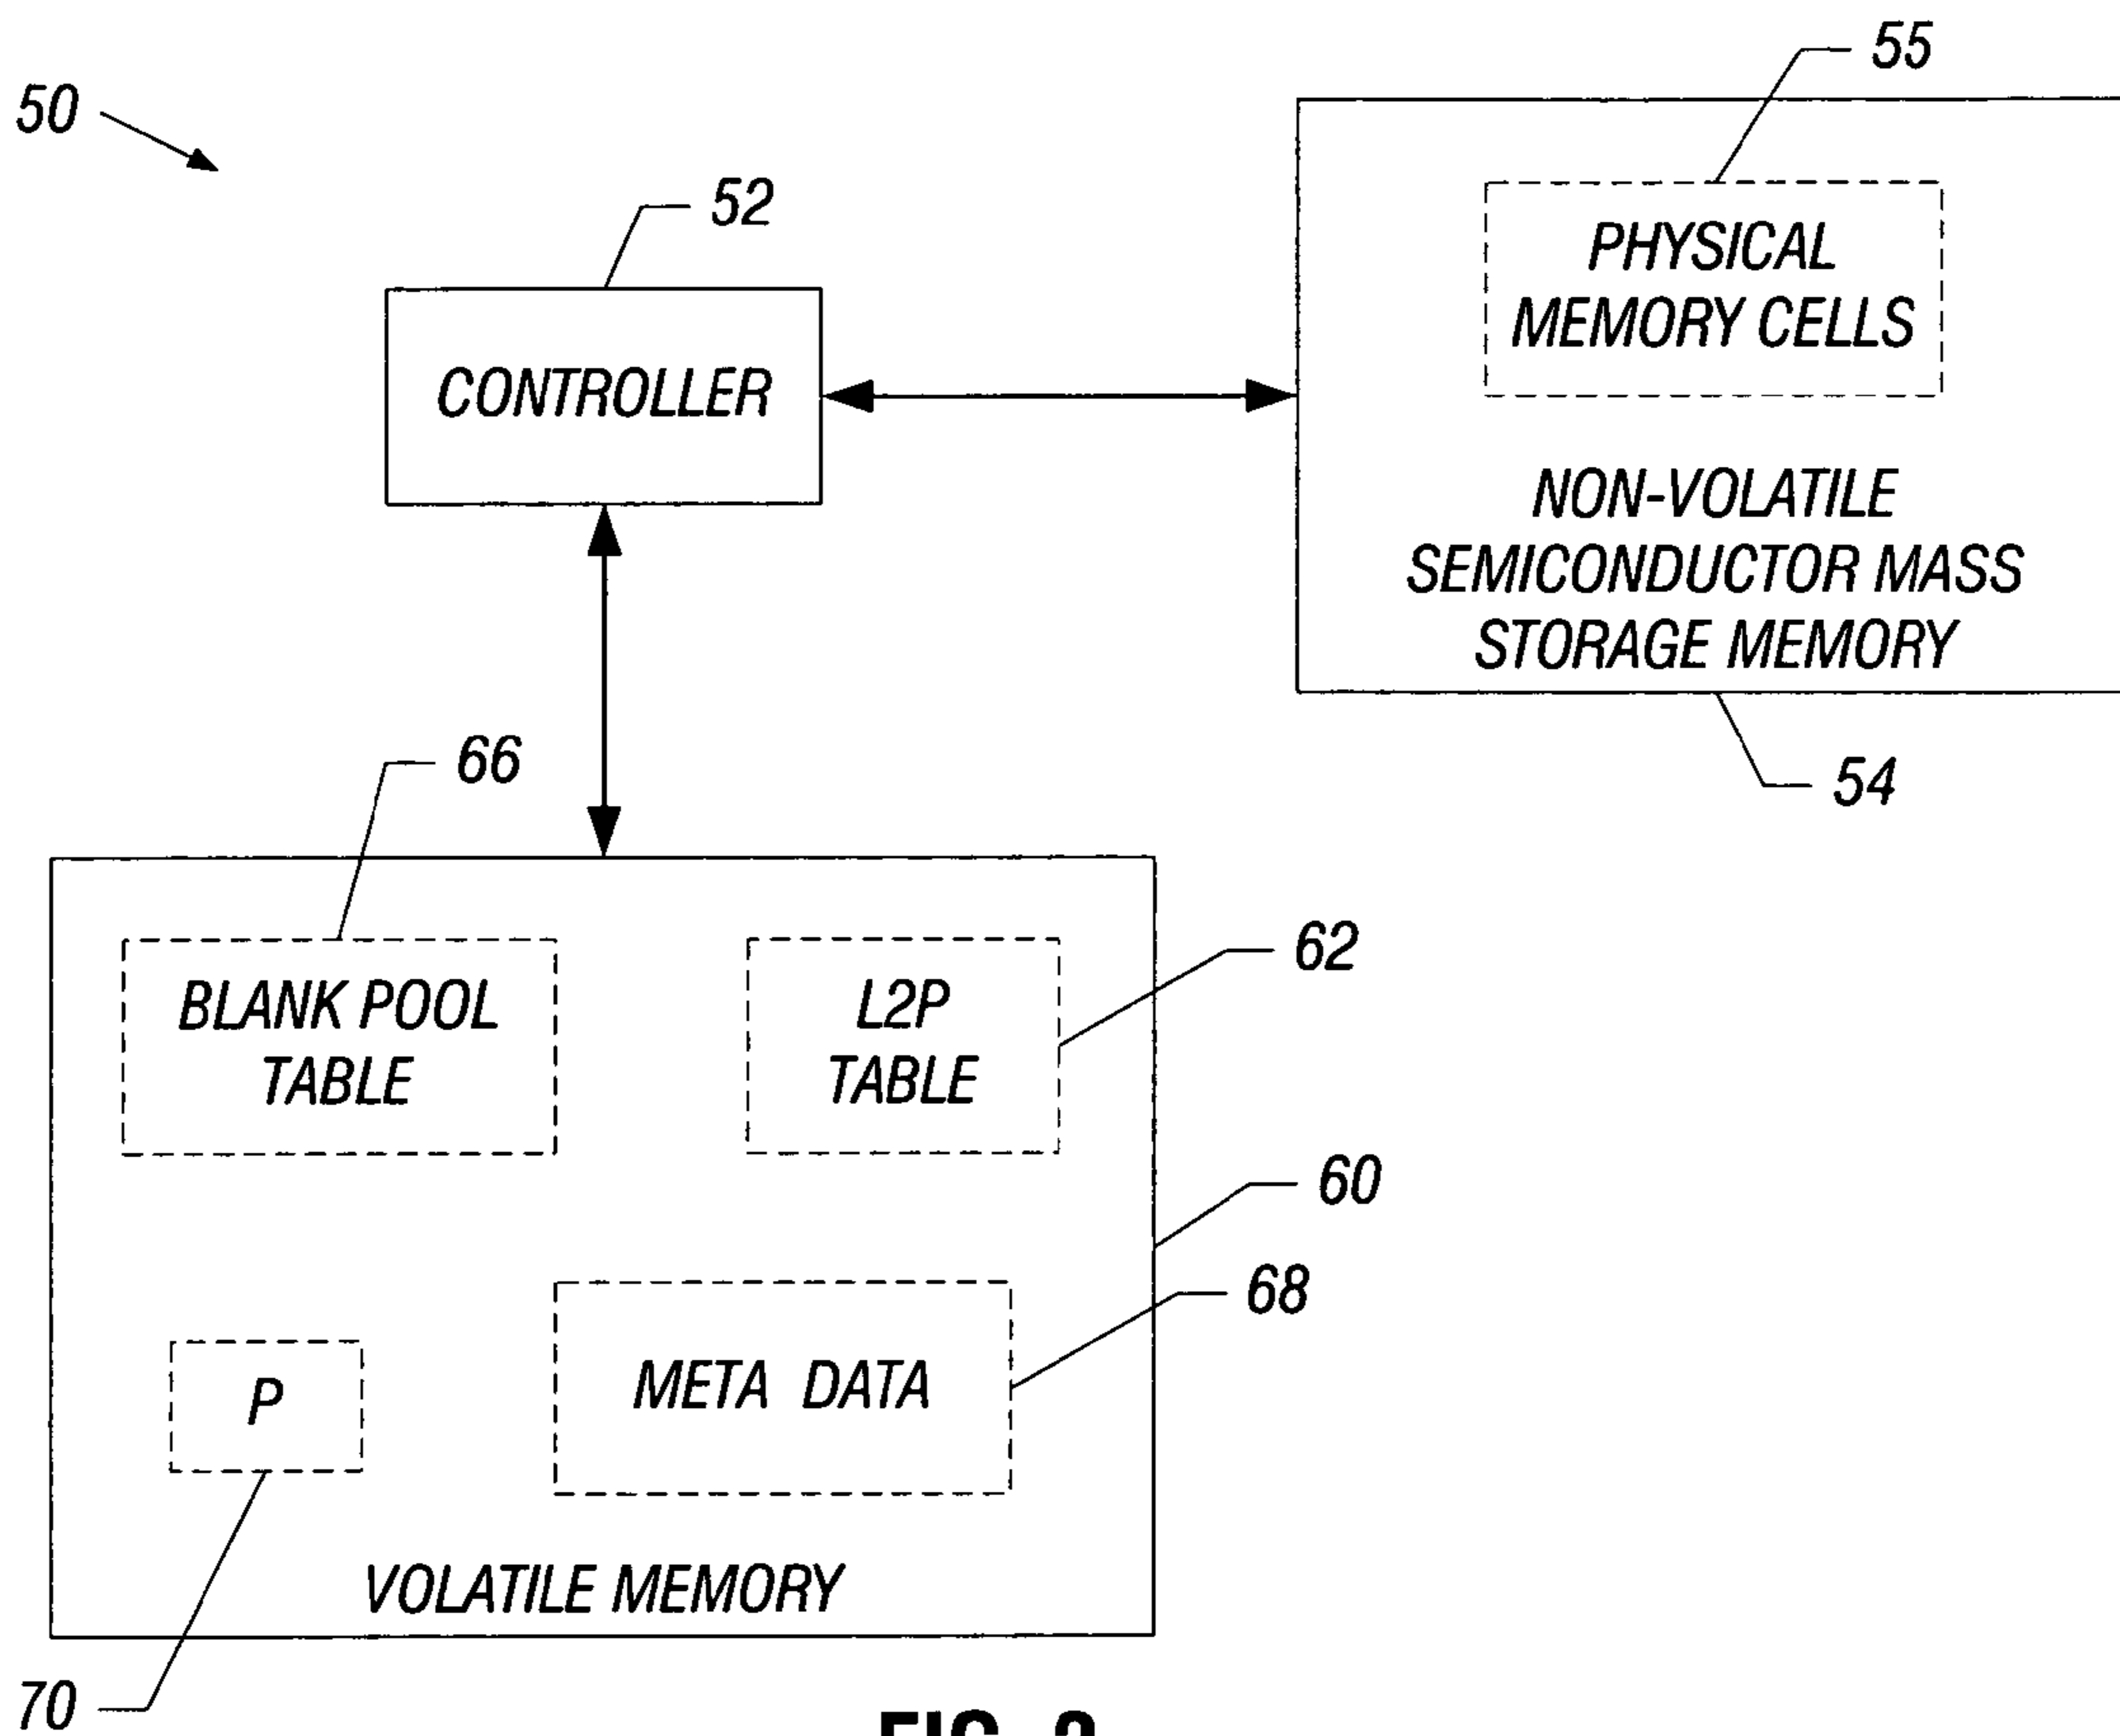 55
50
52
PHYSICAL
MEMORY CELLS
CONTROLLER
NON-VOLATILE
SEMICONDUCTOR MASS
STORAGE MEMORY
66
54
62
BLANK POOL
TABLE
L2P
TABLE
60
68
P
META DATA
VOLATILE MEMORY
70
FIG.